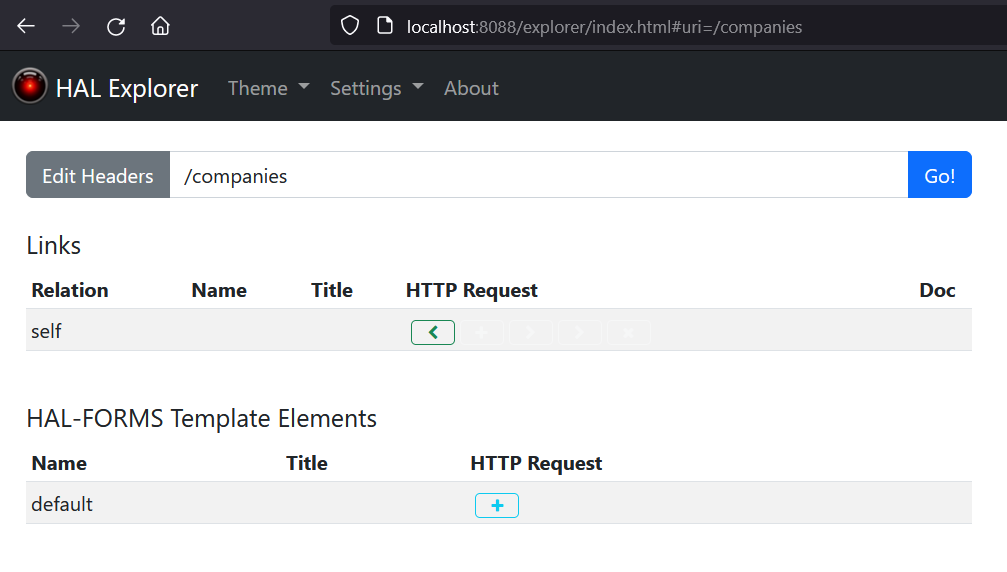 localhost:8088/explorer/index.html#uri=/companies
HAL Explorer Theme Settings About
Edit Headers /companies Go!
Links
Relation Name Title HTTP Request Doc
self
HAL-FORMS Template Elements
Name Title HTTP Request
default